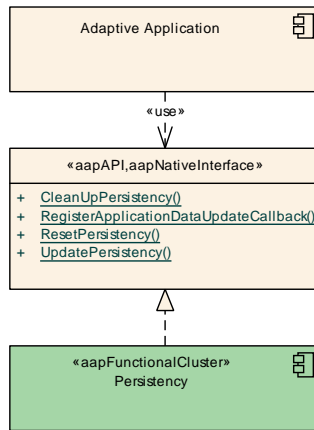 Adaptive Application
«use»
«aapAPI,aapNativeInterface»
+ CleanUpPersistency()
+ RegisterApplicationDataUpdateCallback()
+ ResetPersistency()
+ UpdatePersistency()
«aapFunctionalCluster»
Persistency